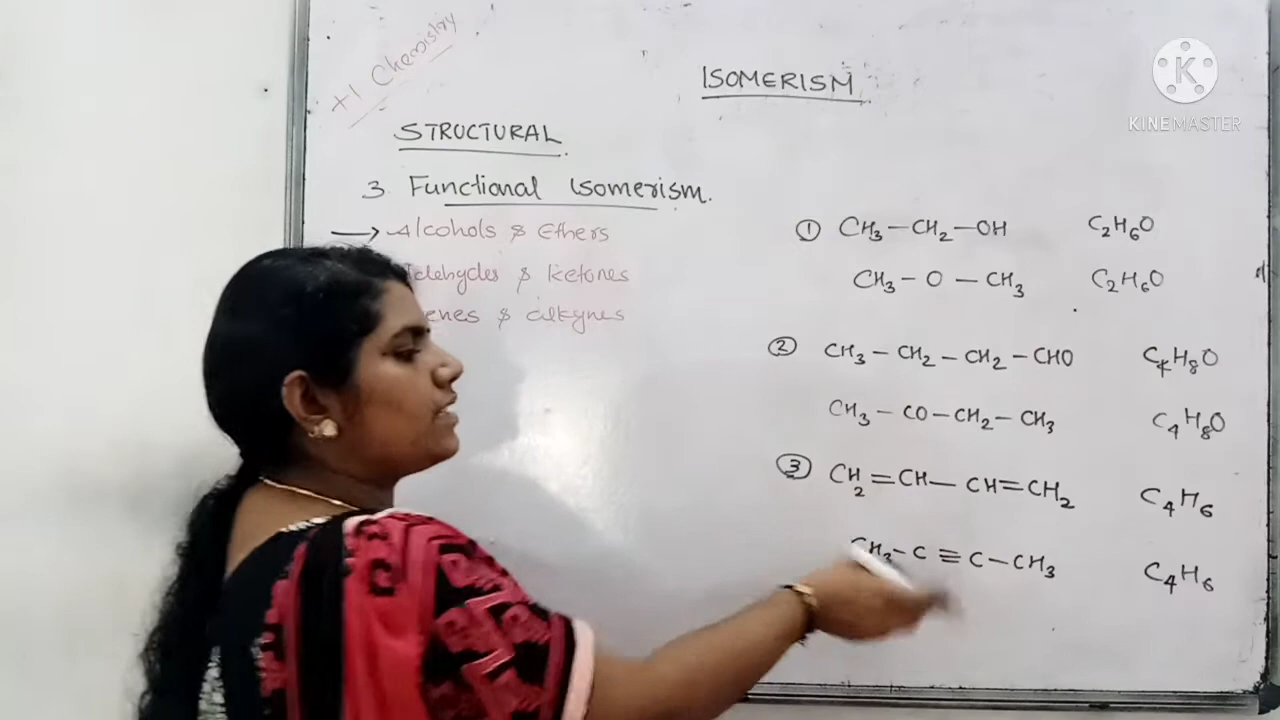 +1 Chemistry
ISOMERISM
KINEMASTER
STRUCTURAL
3. Functional Isomerism.
→ Alcohols & Ethers
& Ketones
& alkynes
① CH₃—CH₂—OH C₂H₆O
CH₃—O—CH₃ C₂H₆O
② CH₃—CH₂—CH₂—CHO C₄H₈O
CH₃—CO—CH₂—CH₃ C₄H₈O
③ CH₂=CH—CH=CH₂ C₄H₆
CH₃—C≡C—CH₃ C₄H₆